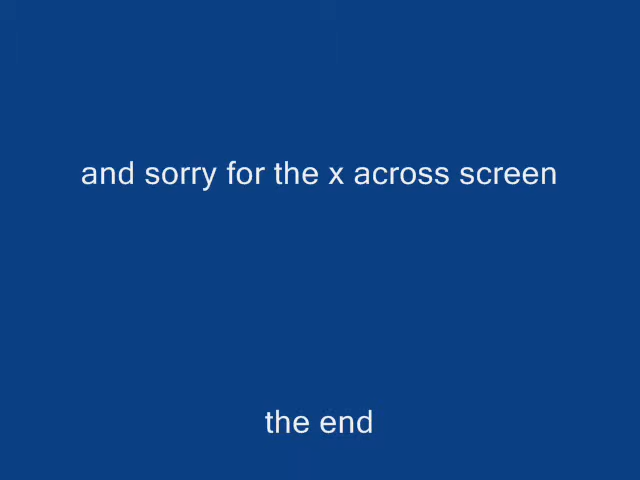 and sorry for the x across screen
the end